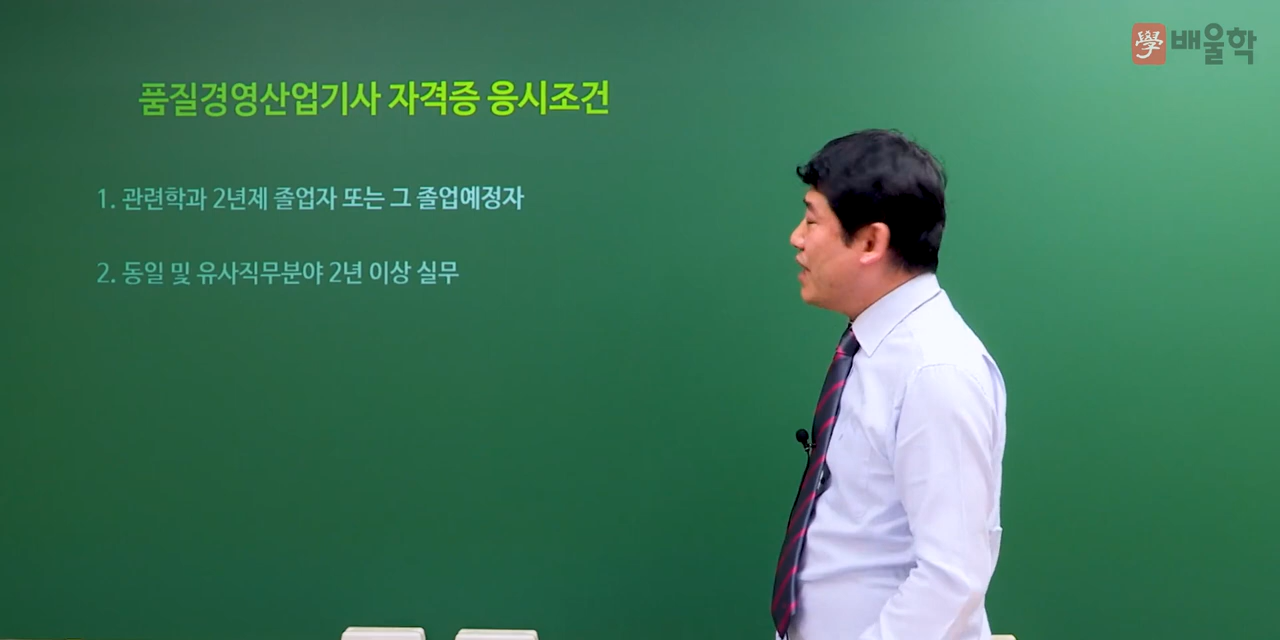 學 배울학
품질경영산업기사 자격증 응시조건
1. 관련학과 2년제 졸업자 또는 그 졸업예정자
2. 동일 및 유사직무분야 2년 이상 실무